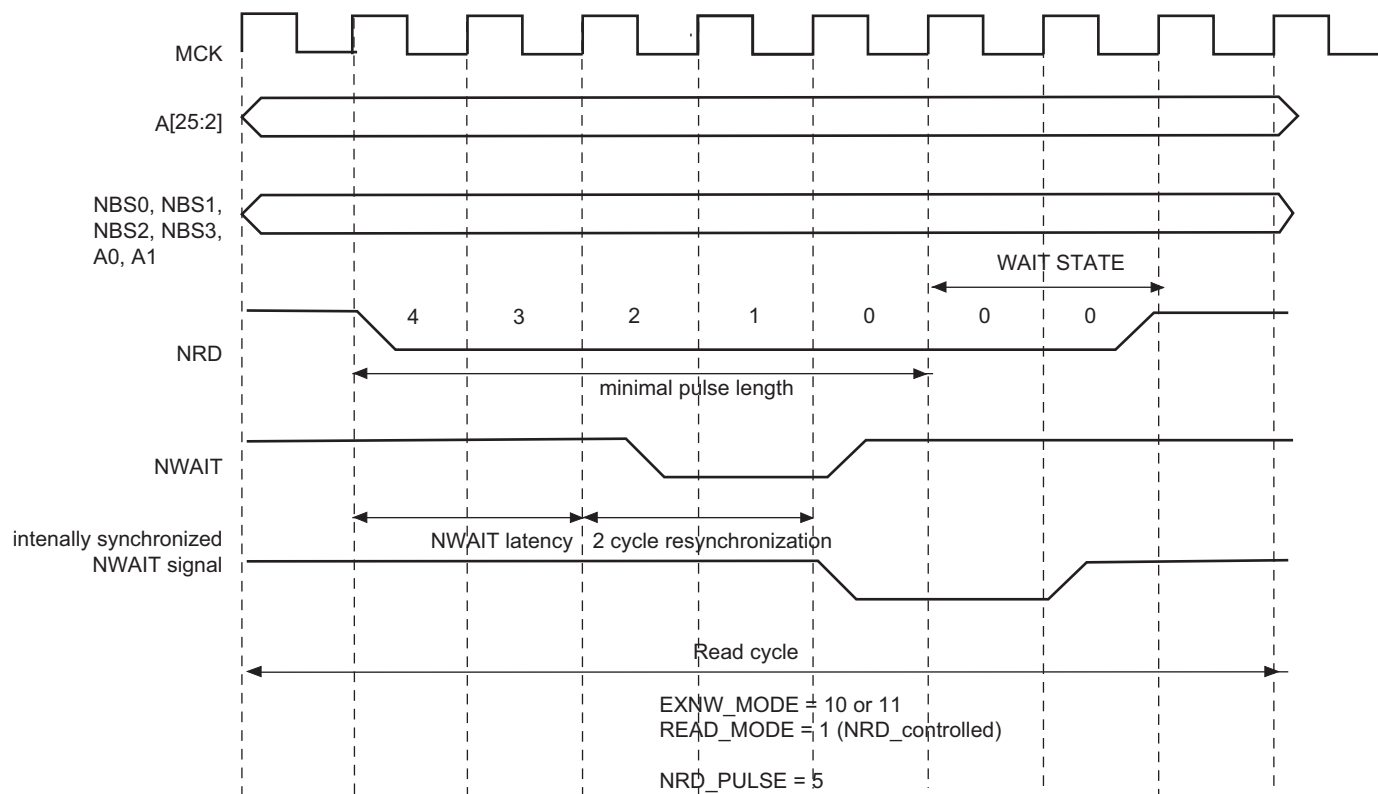 MCK
A[25:2]
NBS0, NBS1,
NBS2, NBS3,
A0, A1
WAIT STATE
4 3 2 1 0 0 0
NRD
minimal pulse length
NWAIT
intenally synchronized
NWAIT signal
NWAIT latency
2 cycle resynchronization
Read cycle
EXNW_MODE = 10 or 11
READ_MODE = 1 (NRD_controlled)
NRD_PULSE = 5